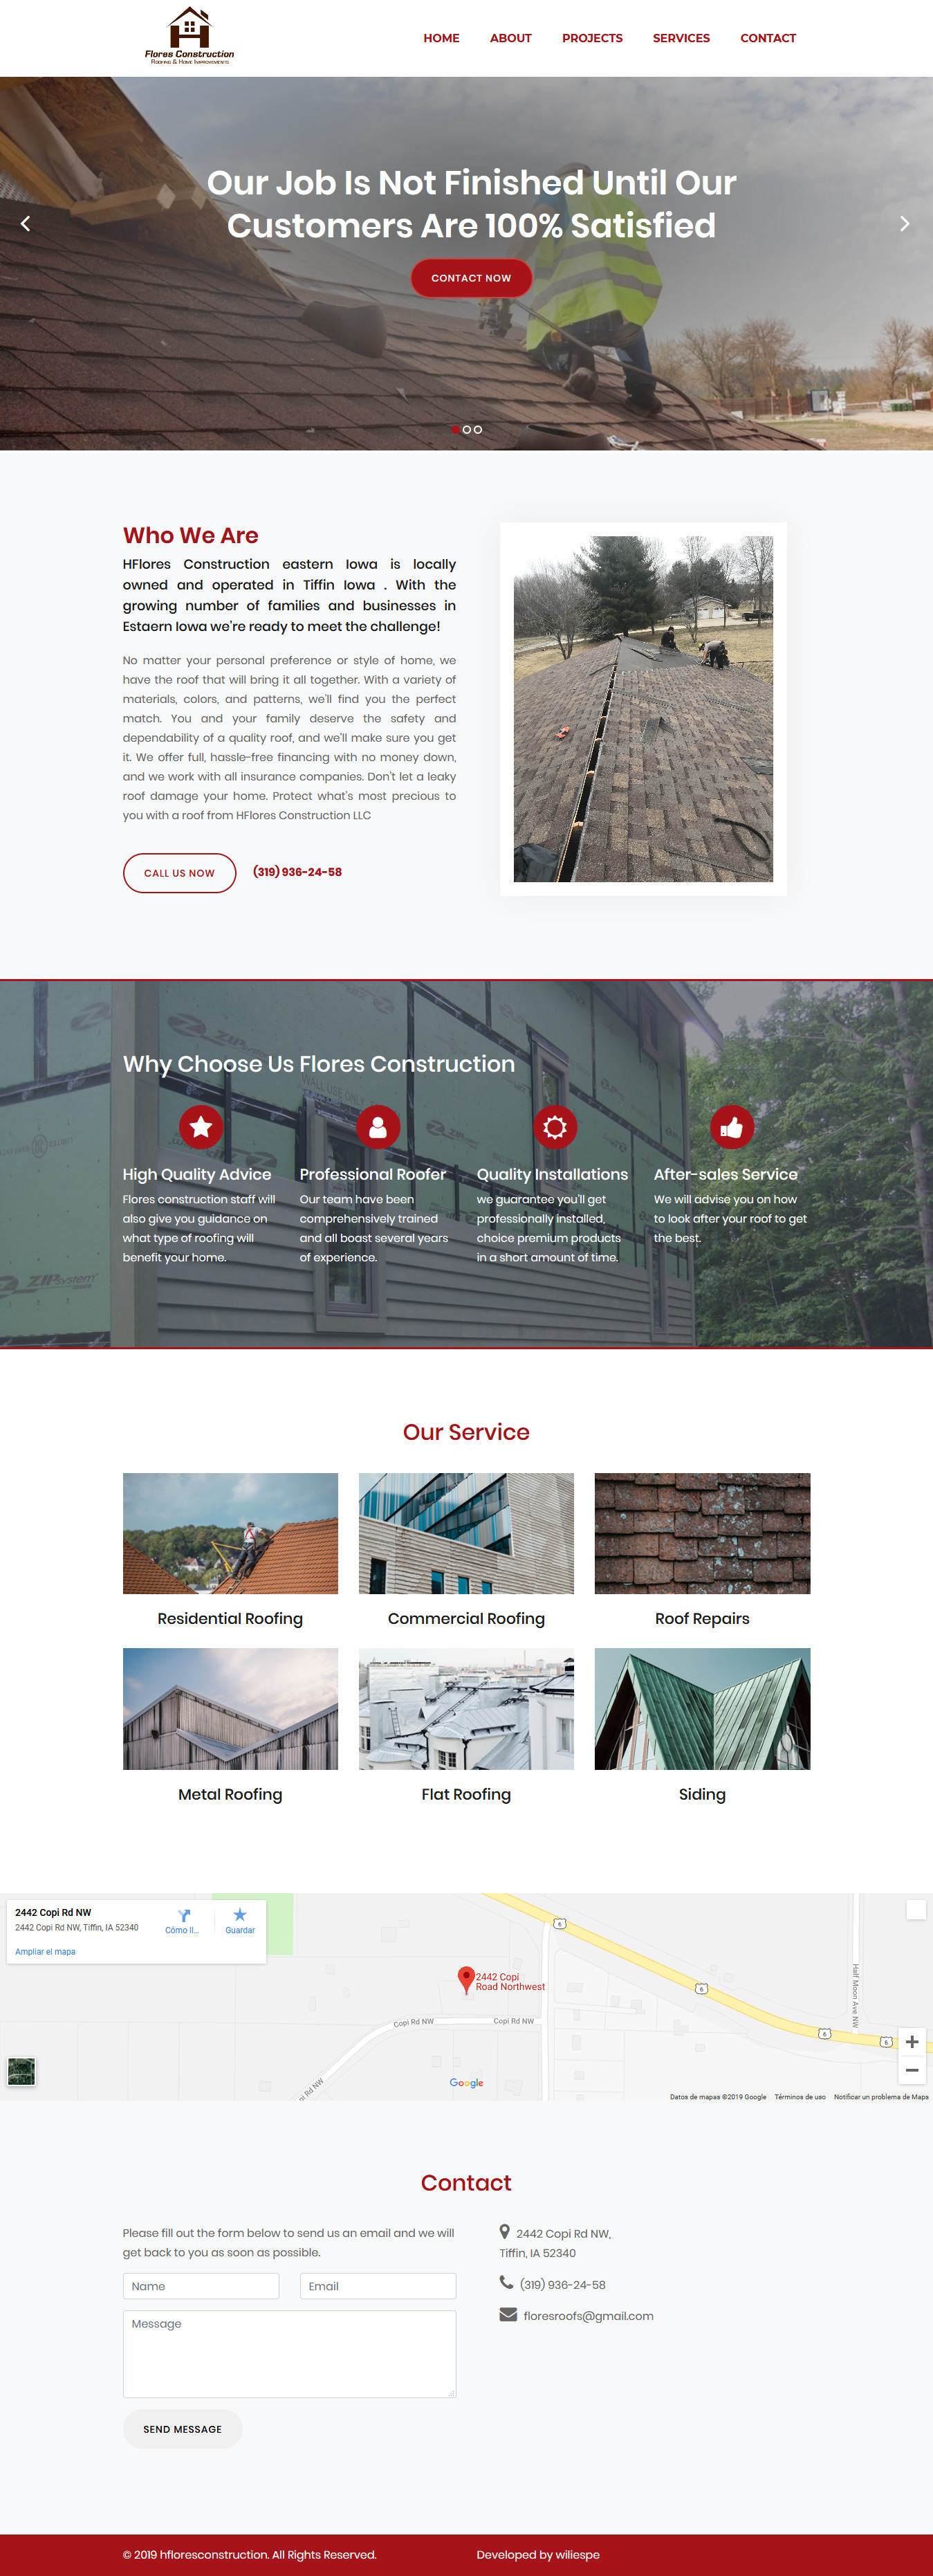 Flores Construction
Roofing & Home Improvements
HOME
ABOUT
PROJECTS
SERVICES
CONTACT
Our Job Is Not Finished Until Our
Customers Are 100% Satisfied
CONTACT NOW
Who We Are
HFlores Construction eastern Iowa is locally
owned and operated in Tiffin Iowa . With the
growing number of families and businesses in
Estaern Iowa we're ready to meet the challenge!
No matter your personal preference or style of home, we
have the roof that will bring it all together. With a variety of
materials, colors, and patterns, we'll find you the perfect
match. You and your family deserve the safety and
dependability of a quality roof, and we'll make sure you get
it. We offer full, hassle-free financing with no money down,
and we work with all insurance companies. Don't let a leaky
roof damage your home. Protect what's most precious to
you with a roof from HFlores Construction LLC
CALL US NOW
(319) 936-24-58
Why Choose Us Flores Construction
High Quality Advice
Flores construction staff will
also give you guidance on
what type of roofing will
benefit your home.
Professional Roofer
Our team have been
comprehensively trained
and all boast several years
of experience.
Quality Installations
we guarantee you'll get
professionally installed,
choice premium products
in a short amount of time.
After-sales Service
We will advise you on how
to look after your roof to get
the best.
WALL USE ONLY
ZIPsystem
Our Service
Residential Roofing
Commercial Roofing
Roof Repairs
Metal Roofing
Flat Roofing
Siding
2442 Copi Rd NW
2442 Copi Rd NW, Tiffin, IA 52340
Cómo ll...
Guardar
Ampliar el mapa
2442 Copi
Road Northwest
Copi Rd NW
Copi Rd NW
pi Rd NW
Half Moon Ave NW
6
6
6
6
Google
Datos de mapas ©2019 Google
Términos de uso
Notificar un problema de Maps
Contact
Please fill out the form below to send us an email and we will
get back to you as soon as possible.
Name
Email
Message
SEND MESSAGE
2442 Copi Rd NW,
Tiffin, IA 52340
(319) 936-24-58
floresroofs@gmail.com
© 2019 hfloresconstruction. All Rights Reserved.
Developed by wiliespe